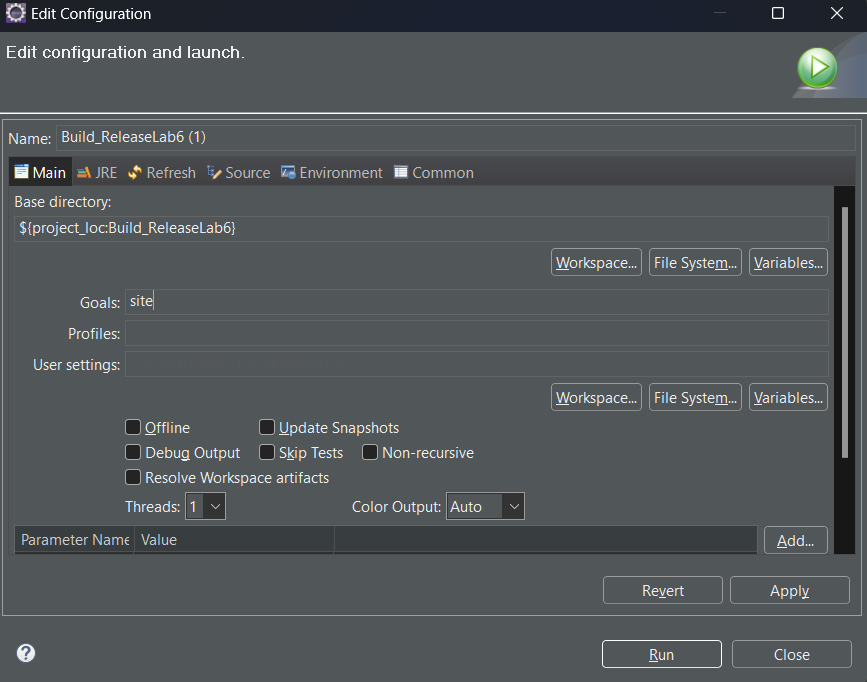 Edit Configuration
Edit configuration and launch.
Name: Build_ReleaseLab6 (1)
Main JRE Refresh Source Environment Common
Base directory:
${project_loc:Build_ReleaseLab6}
Workspace... File System... Variables...
Goals: site
Profiles:
User settings:
Workspace... File System... Variables...
Offline Update Snapshots
Debug Output Skip Tests Non-recursive
Resolve Workspace artifacts
Threads: 1 Color Output: Auto
Parameter Name Value Add...
Revert Apply
? Run Close